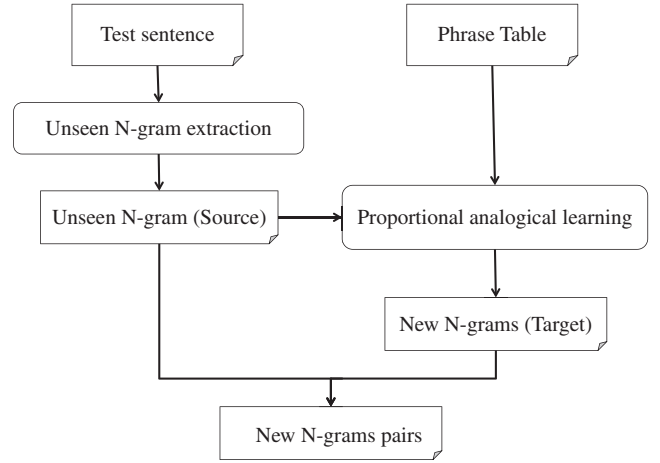 Test sentence
Phrase Table
Unseen N-gram extraction
Unseen N-gram (Source)
Proportional analogical learning
New N-grams (Target)
New N-grams pairs